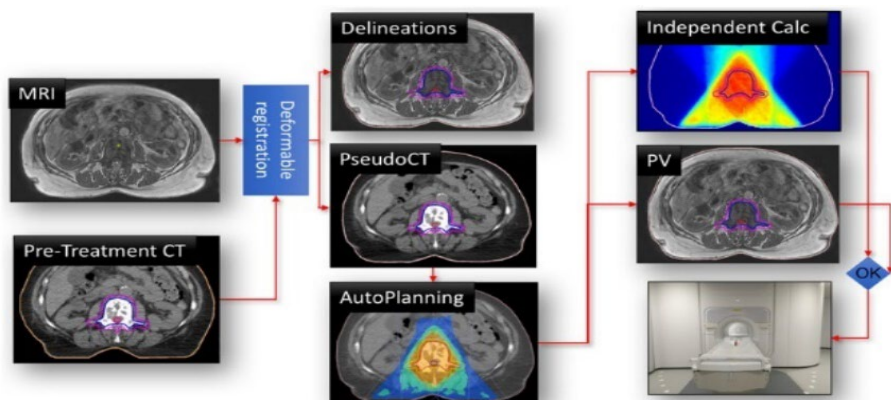 MRI
Pre-Treatment CT
Deformable
registration
Delineations
PseudoCT
AutoPlanning
Independent Calc
PV
OK